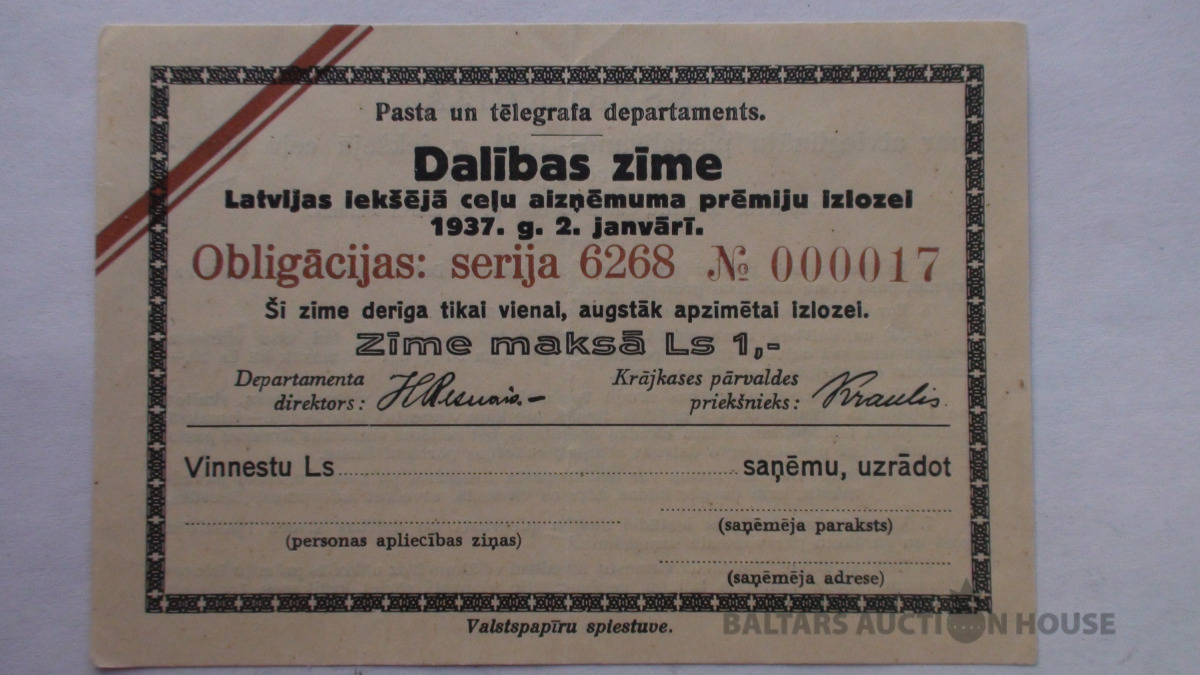 Pasta un tēlegrafa departaments.
Dalības zīme
Latvijas iekšējā ceļu aizņēmuma prēmiju izlozei
1937. g. 2. janvārī.
Obligācijas: serija 6268 № 000017
Šī zīme derīga tikai vienai, augstāk apzīmētai izlozei.
Zīme maksā Ls 1,-
Departamenta direktors:
Krājkases pārvaldes priekšnieks: Kraulis.
Vinnestu Ls saņēmu, uzrādot
(saņēmēja paraksts)
(personas apliecības ziņas)
(saņēmēja adrese)
Valstspapīru spiestuve.
BALTARS AUCTION HOUSE